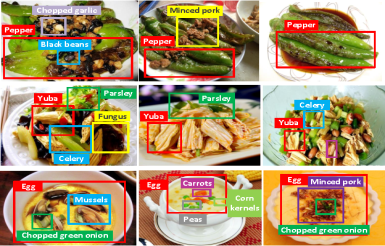 Chopped garlic
Minced pork
Pepper
Pepper
Black beans
Pepper
Parsley
Parsley
Celery
Yuba
Fungus
Yuba
Yuba
Celery
Egg
Mussels
Egg
Carrots
Corn
kernels
Peas
Egg
Minced pork
Chopped green onion
Chopped green onion